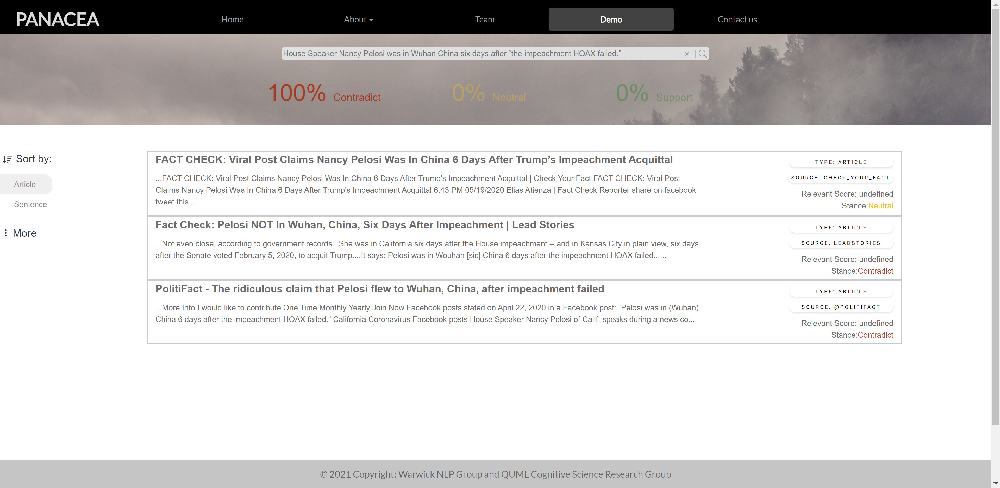 PANACEA
Home
About
Team
Demo
Contact us
House Speaker Nancy Pelosi was in Wuhan China six days after “the impeachment HOAX failed.”
100% Contradict
0% Neutral
0% Support
Sort by:
Article
Sentence
More
FACT CHECK: Viral Post Claims Nancy Pelosi Was In China 6 Days After Trump’s Impeachment Acquittal
...FACT CHECK: Viral Post Claims Nancy Pelosi Was In China 6 Days After Trump’s Impeachment Acquittal | Check Your Fact FACT CHECK: Viral Post
Claims Nancy Pelosi Was In China 6 Days After Trump’s Impeachment Acquittal 6:43 PM 05/19/2020 Elias Atienza | Fact Check Reporter share on facebook
tweet this ...
TYPE: ARTICLE
SOURCE: CHECK_YOUR_FACT
Relevant Score: undefined
Stance:Neutral
Fact Check: Pelosi NOT In Wuhan, China, Six Days After Impeachment | Lead Stories
...Not even close, according to government records.. She was in California six days after the House impeachment -- and in Kansas City in plain view, six days
after the Senate voted February 5, 2020, to acquit Trump....It says: Pelosi was in Wouhan [sic] China 6 days after the impeachment HOAX failed......
TYPE: ARTICLE
SOURCE: LEADSTORIES
Relevant Score: undefined
Stance:Contradict
PolitiFact - The ridiculous claim that Pelosi flew to Wuhan, China, after impeachment failed
...More Info I would like to contribute One Time Monthly Yearly Join Now Facebook posts stated on April 22, 2020 in a Facebook post: “Pelosi was in (Wuhan)
China 6 days after the impeachment HOAX failed.” California Coronavirus Facebook posts House Speaker Nancy Pelosi of Calif. speaks during a news co...
TYPE: ARTICLE
SOURCE: @POLITIFACT
Relevant Score: undefined
Stance:Contradict
© 2021 Copyright: Warwick NLP Group and QUML Cognitive Science Research Group